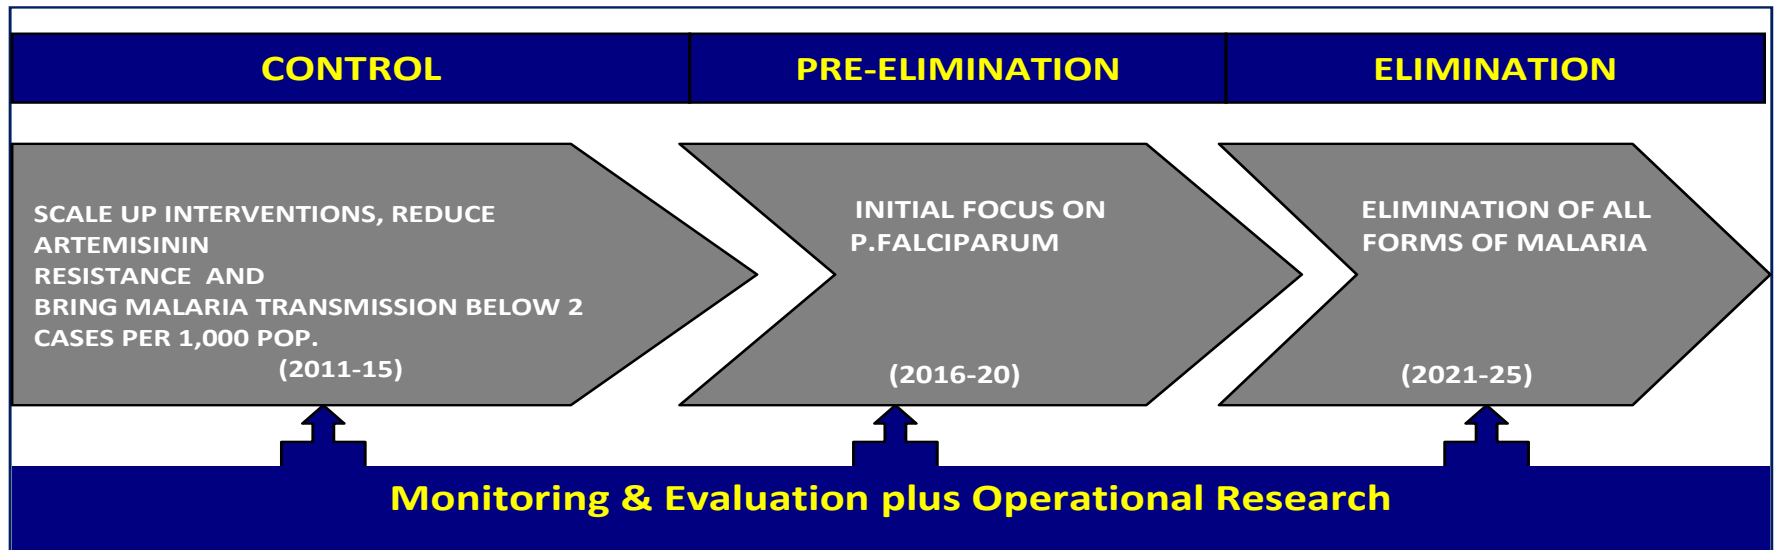 CONTROL
PRE-ELIMINATION
ELIMINATION
SCALE UP INTERVENTIONS, REDUCE
ARTEMISININ
RESISTANCE AND
BRING MALARIA TRANSMISSION BELOW 2
CASES PER 1,000 POP.
(2011-15)
INITIAL FOCUS ON
P.FALCIPARUM
(2016-20)
ELIMINATION OF ALL
FORMS OF MALARIA
(2021-25)
Monitoring & Evaluation plus Operational Research